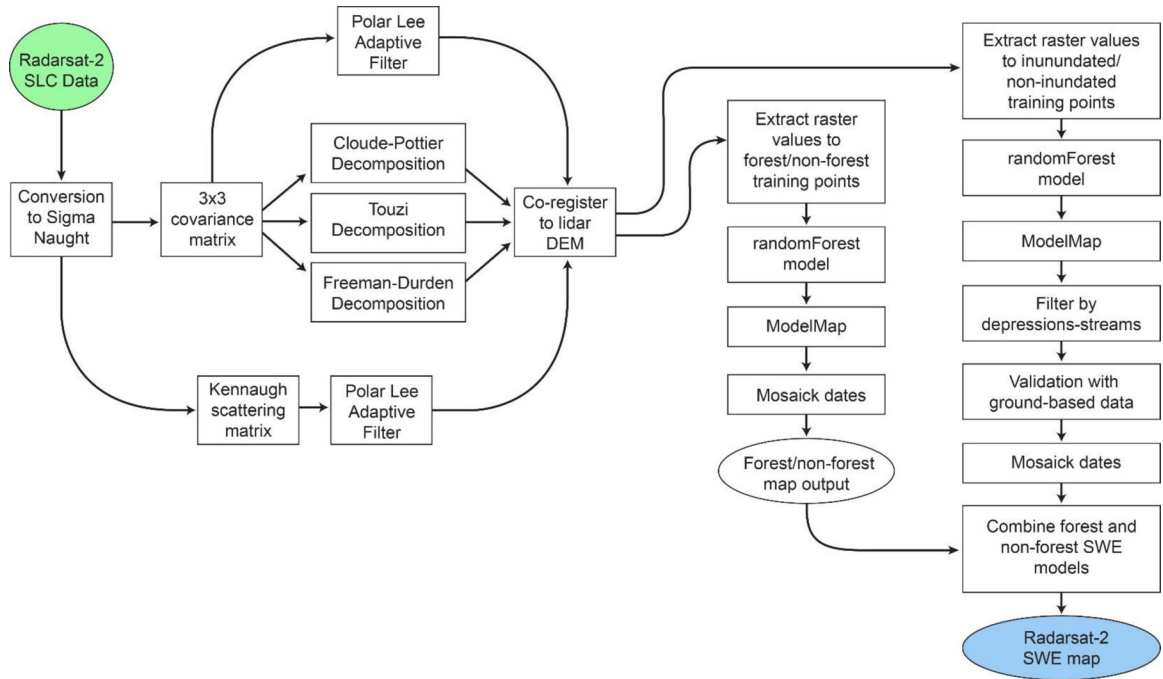 Radarsat-2
SLC Data
Conversion
to Sigma
Naught
3x3
covariance
matrix
Polar Lee
Adaptive
Filter
Cloude-Pottier
Decomposition
Touzi
Decomposition
Freeman-Durden
Decomposition
Kennaugh
scattering
matrix
Polar Lee
Adaptive
Filter
Co-register
to lidar
DEM
Extract raster
values to
forest/non-forest
training points
randomForest
model
ModelMap
Mosaick dates
Forest/non-forest
map output
Extract raster values
to inunundated/
non-inundated
training points
randomForest
model
ModelMap
Filter by
depressions-streams
Validation with
ground-based data
Mosaick dates
Combine forest and
non-forest SWE
models
Radarsat-2
SWE map